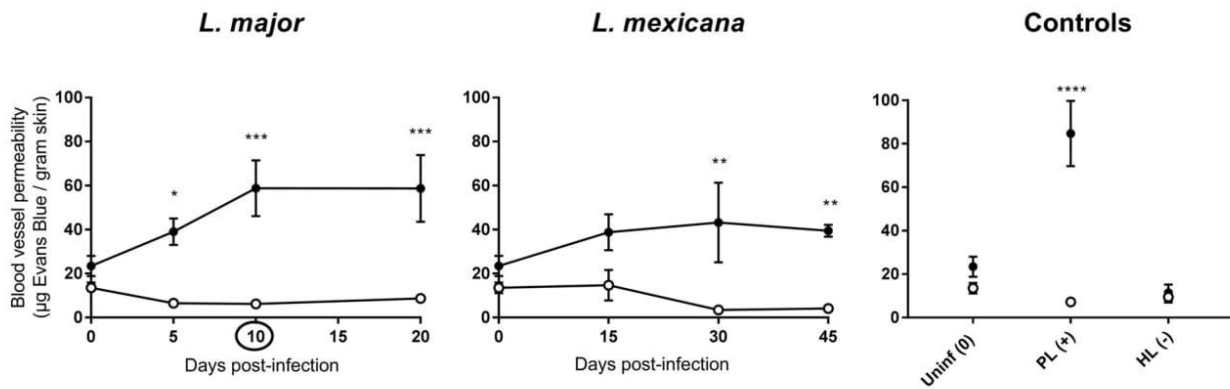 L. major
Blood vessel permeability
(µg Evans Blue / gram skin)
100
80
60
40
20
0
*
***
***
0 5 10 15 20
Days post-infection
L. mexicana
100
80
60
40
20
0
**
**
0 15 30 45
Days post-infection
Controls
100
80
60
40
20
0
****
Uninf (0)
PL (+)
HL (-)